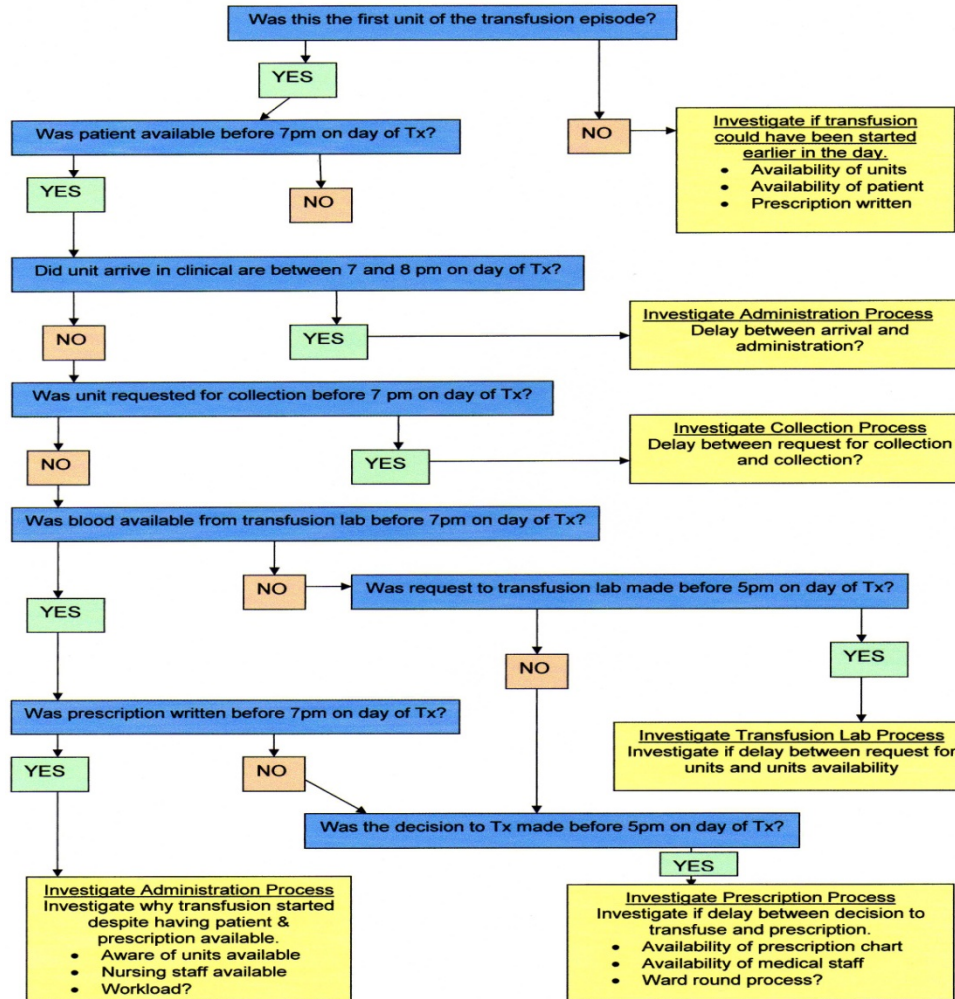 Was this the first unit of the transfusion episode?
YES
Was patient available before 7pm on day of Tx?
NO
Investigate if transfusion
could have been started
earlier in the day.
• Availability of units
• Availability of patient
• Prescription written
YES
NO
Did unit arrive in clinical are between 7 and 8 pm on day of Tx?
NO
YES
Investigate Administration Process
Delay between arrival and
administration?
Was unit requested for collection before 7 pm on day of Tx?
NO
YES
Investigate Collection Process
Delay between request for collection
and collection?
Was blood available from transfusion lab before 7pm on day of Tx?
YES
NO
Was request to transfusion lab made before 5pm on day of Tx?
NO
YES
Was prescription written before 7pm on day of Tx?
Investigate Transfusion Lab Process
Investigate if delay between request for
units and units availability
YES
NO
Was the decision to Tx made before 5pm on day of Tx?
YES
Investigate Administration Process
Investigate why transfusion started
despite having patient &
prescription available.
• Aware of units available
• Nursing staff available
• Workload?
Investigate Prescription Process
Investigate if delay between decision to
transfuse and prescription.
• Availability of prescription chart
• Availability of medical staff
• Ward round process?